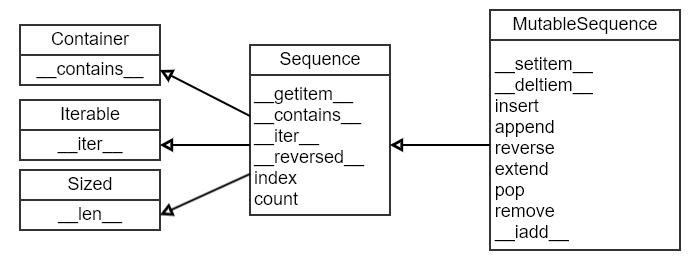 Container
__contains__
Iterable
__iter__
Sized
__len__
Sequence
__getitem__
__contains__
__iter__
__reversed__
index
count
MutableSequence
__setitem__
__deltiem__
insert
append
reverse
extend
pop
remove
__iadd__